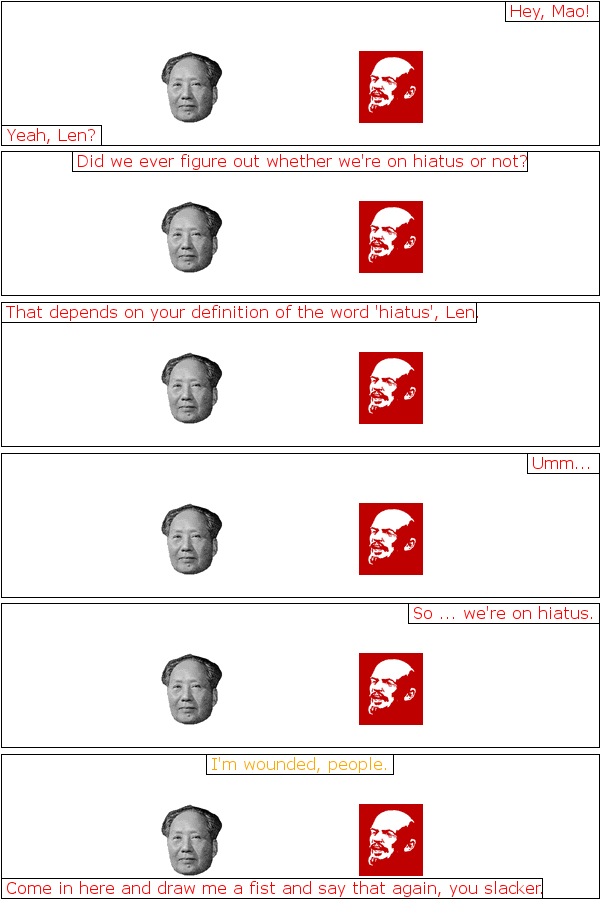 Hey, Mao!
Yeah, Len?
Did we ever figure out whether we're on hiatus or not?
That depends on your definition of the word 'hiatus', Len.
Umm...
So ... we're on hiatus.
I'm wounded, people.
Come in here and draw me a fist and say that again, you slacker.